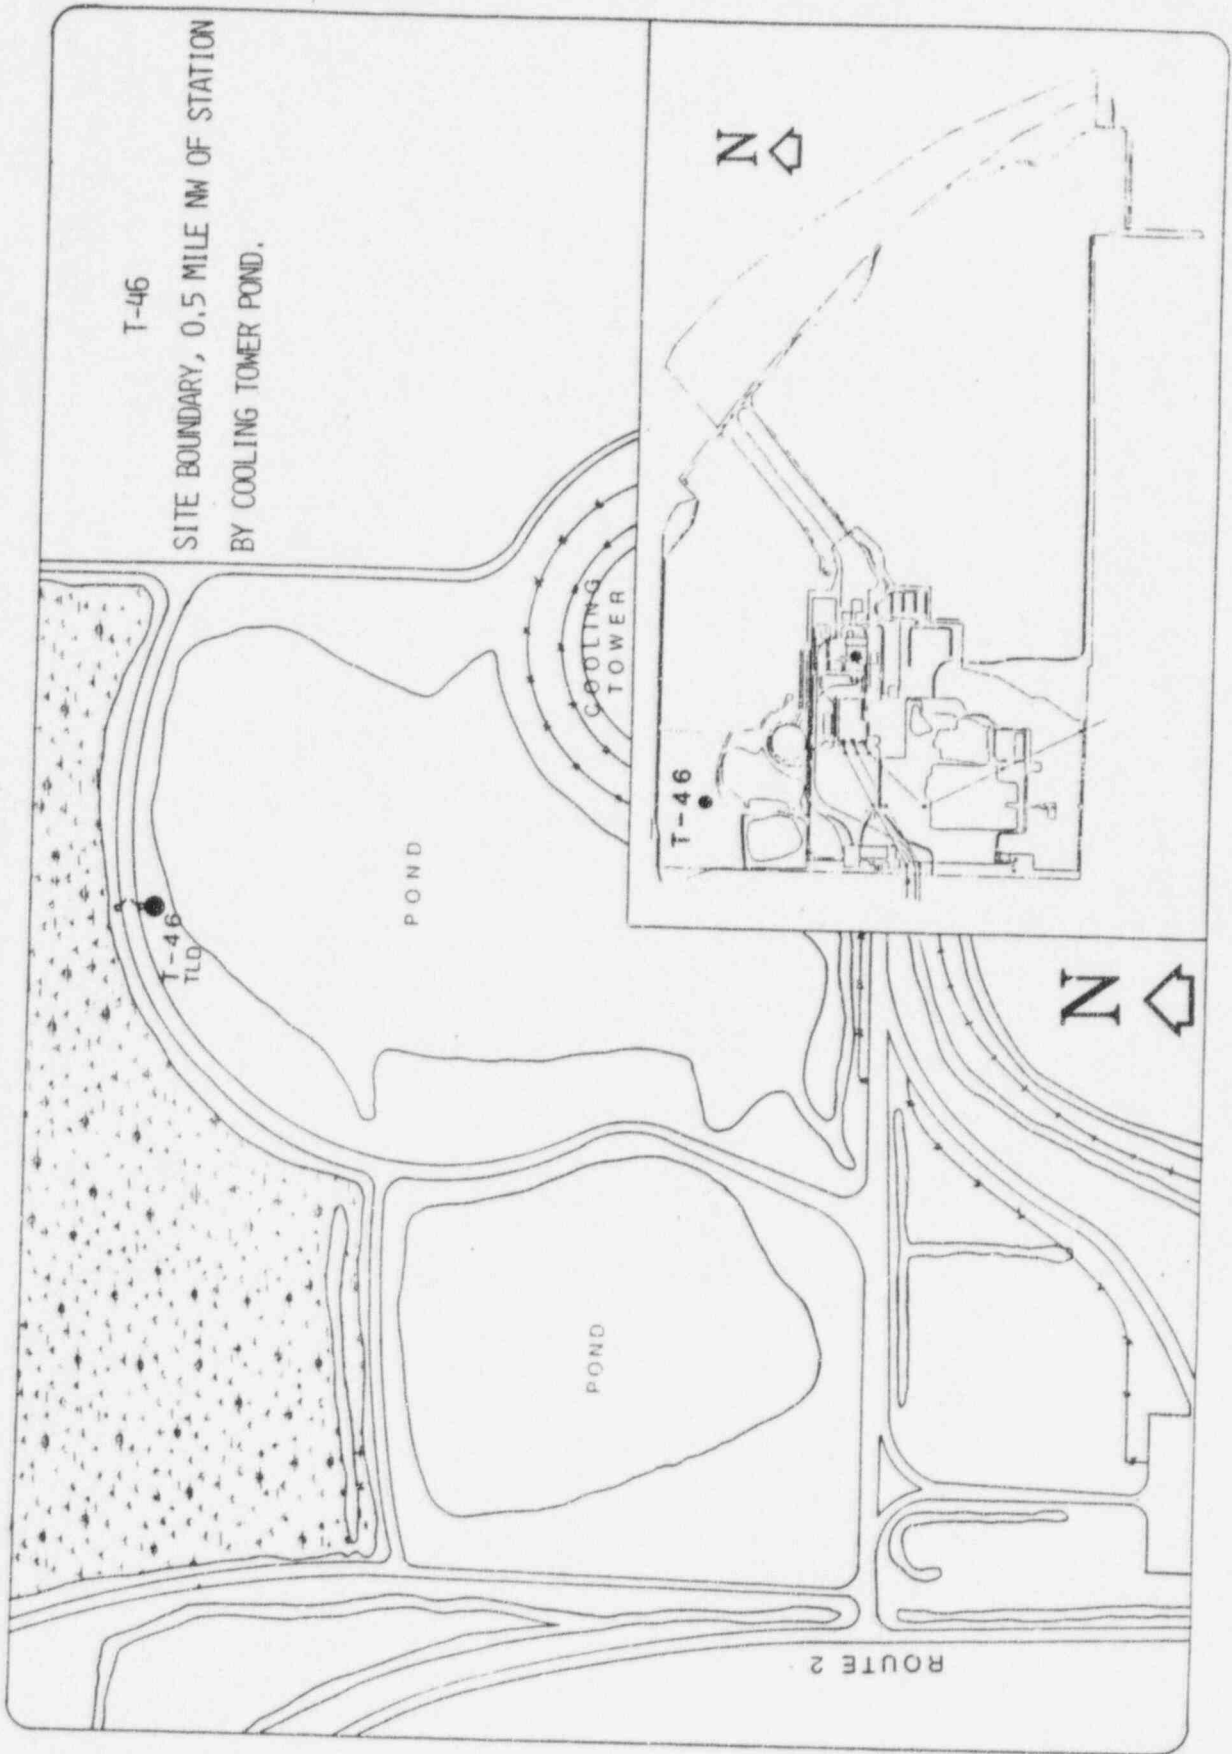 T-46
SITE BOUNDARY, 0.5 MILE NW OF STATION
BY COOLING TOWER POND.
N
T-46
COOLING
TOWER
POND
T-46
TLD
N
POND
ROUTE 2